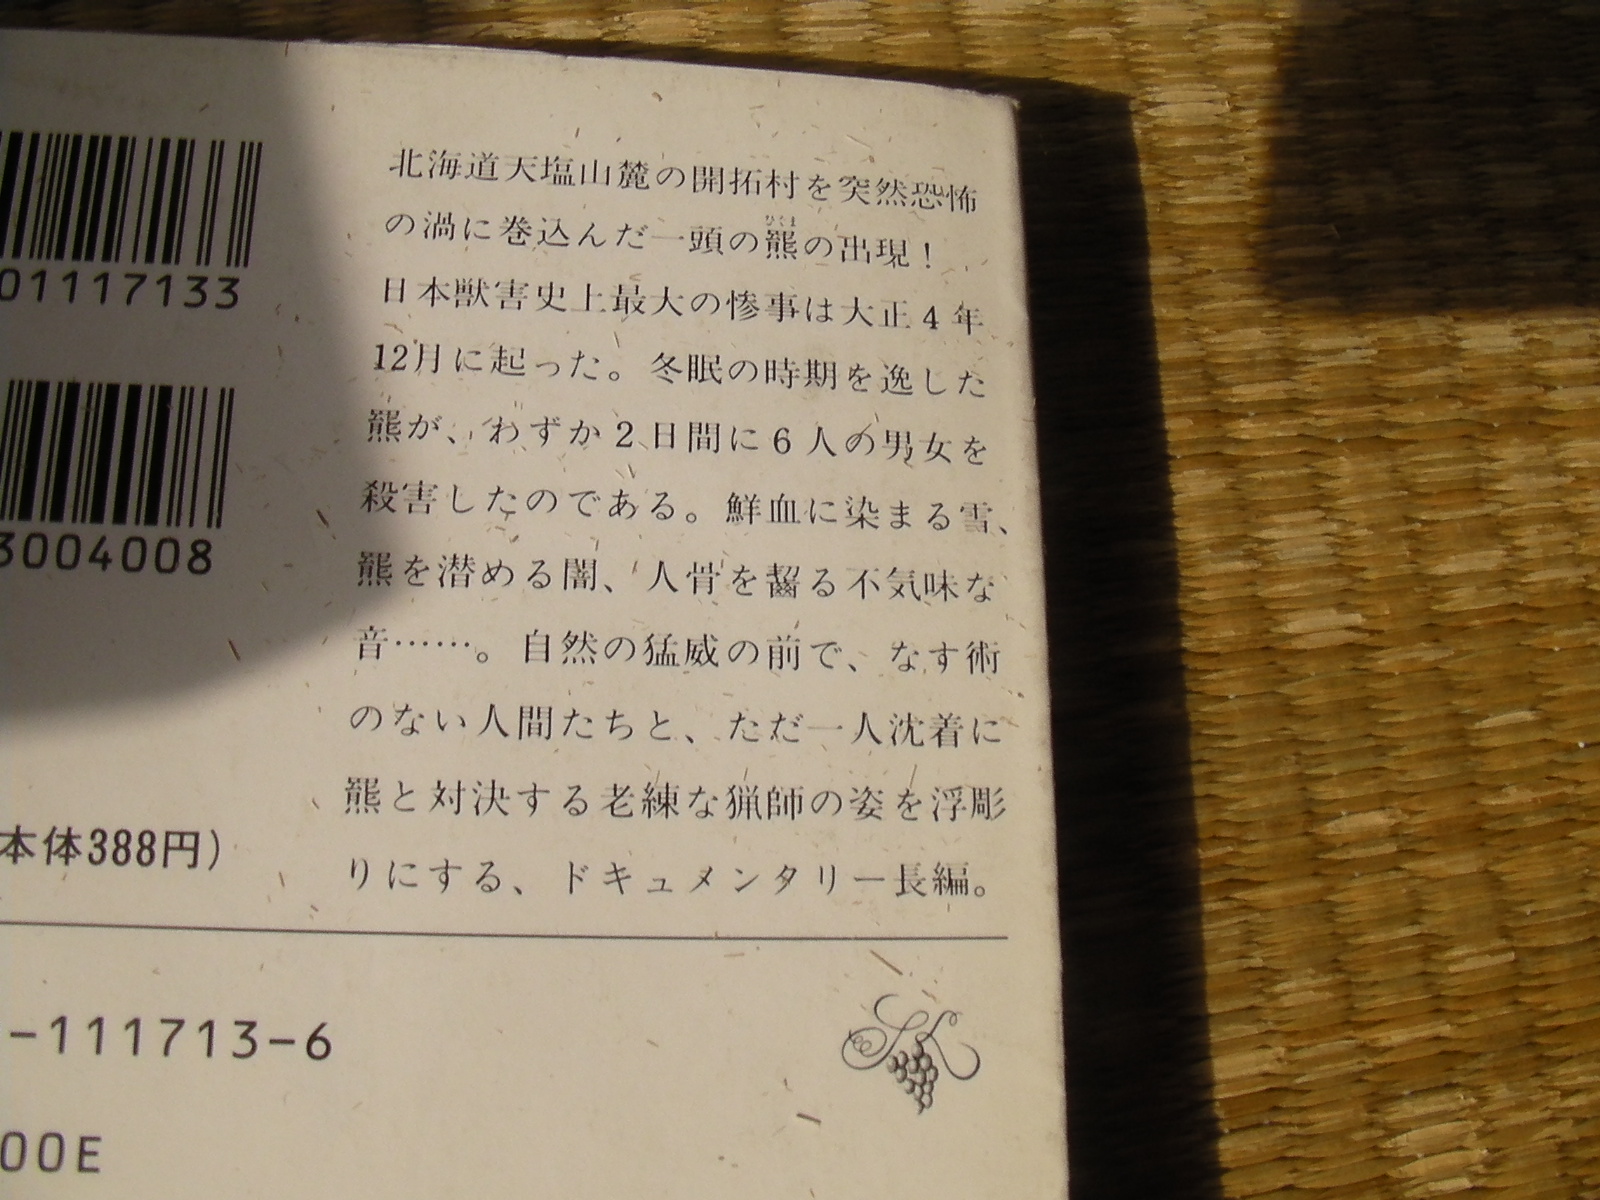 北海道天塩山麓の開拓村を突然恐怖
の渦に巻込んだ一頭の羆の出現！
ひぐま
日本獣害史上最大の惨事は大正4年
12月に起った。冬眠の時期を逸した
羆が、わずか2日間に6人の男女を
殺害したのである。鮮血に染まる雪、
羆を潜める闇、人骨を齧る不気味な
音……。自然の猛威の前で、なす術
のない人間たちと、ただ一人沈着に
羆と対決する老練な猟師の姿を浮彫
りにする、ドキュメンタリー長編。
01117133
3004008
本体388円）
-111713-6
00E